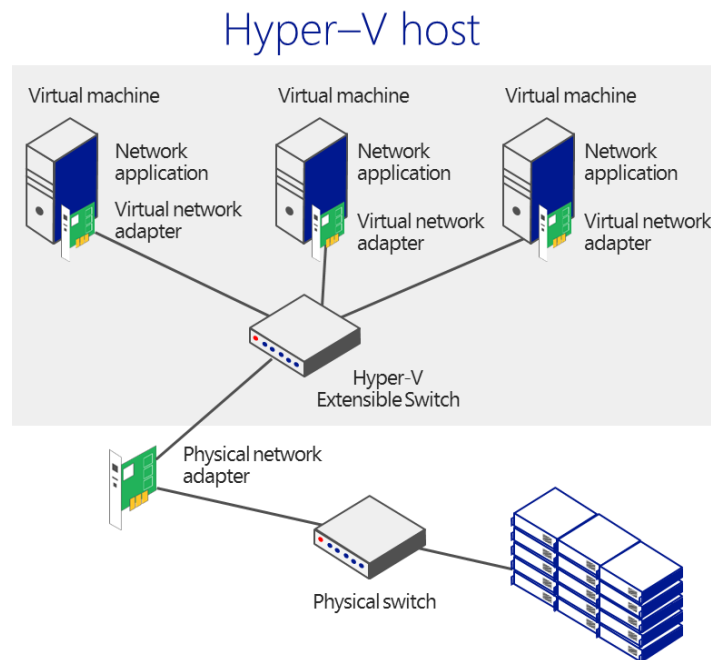 Hyper–V host
Virtual machine
Virtual machine
Virtual machine
Network
application
Network
application
Network
application
Virtual network
adapter
Virtual network
adapter
Virtual network
adapter
Hyper-V
Extensible Switch
Physical network
adapter
Physical switch